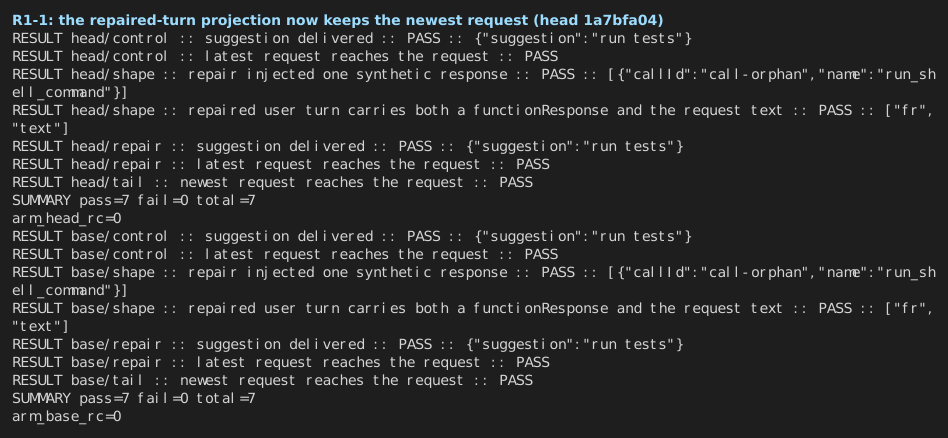 R1-1: the repaired-turn projection now keeps the newest request (head 1a7bfa04)
RESULT head/control :: suggestion delivered :: PASS :: {"suggestion":"run tests"}
RESULT head/control :: latest request reaches the request :: PASS
RESULT head/shape :: repair injected one synthetic response :: PASS :: [{"callId":"call-orphan","name":"run_sh
ell_command"}]
RESULT head/shape :: repaired user turn carries both a functionResponse and the request text :: PASS :: ["fr",
"text"]
RESULT head/repair :: suggestion delivered :: PASS :: {"suggestion":"run tests"}
RESULT head/repair :: latest request reaches the request :: PASS
RESULT head/tail :: newest request reaches the request :: PASS
SUMMARY pass=7 fail=0 total=7
arm_head_rc=0
RESULT base/control :: suggestion delivered :: PASS :: {"suggestion":"run tests"}
RESULT base/control :: latest request reaches the request :: PASS
RESULT base/shape :: repair injected one synthetic response :: PASS :: [{"callId":"call-orphan","name":"run_sh
ell_command"}]
RESULT base/shape :: repaired user turn carries both a functionResponse and the request text :: PASS :: ["fr",
"text"]
RESULT base/repair :: suggestion delivered :: PASS :: {"suggestion":"run tests"}
RESULT base/repair :: latest request reaches the request :: PASS
RESULT base/tail :: newest request reaches the request :: PASS
SUMMARY pass=7 fail=0 total=7
arm_base_rc=0